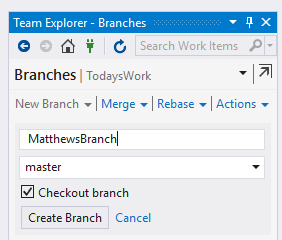 Team Explorer - Branches
Search Work Items
Branches | TodaysWork
New Branch | Merge | Rebase | Actions
MatthewsBranch
master
Checkout branch
Create Branch Cancel